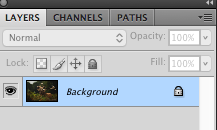 LAYERS CHANNELS PATHS
Normal Opacity: 100%
Lock: Fill: 100%
Background